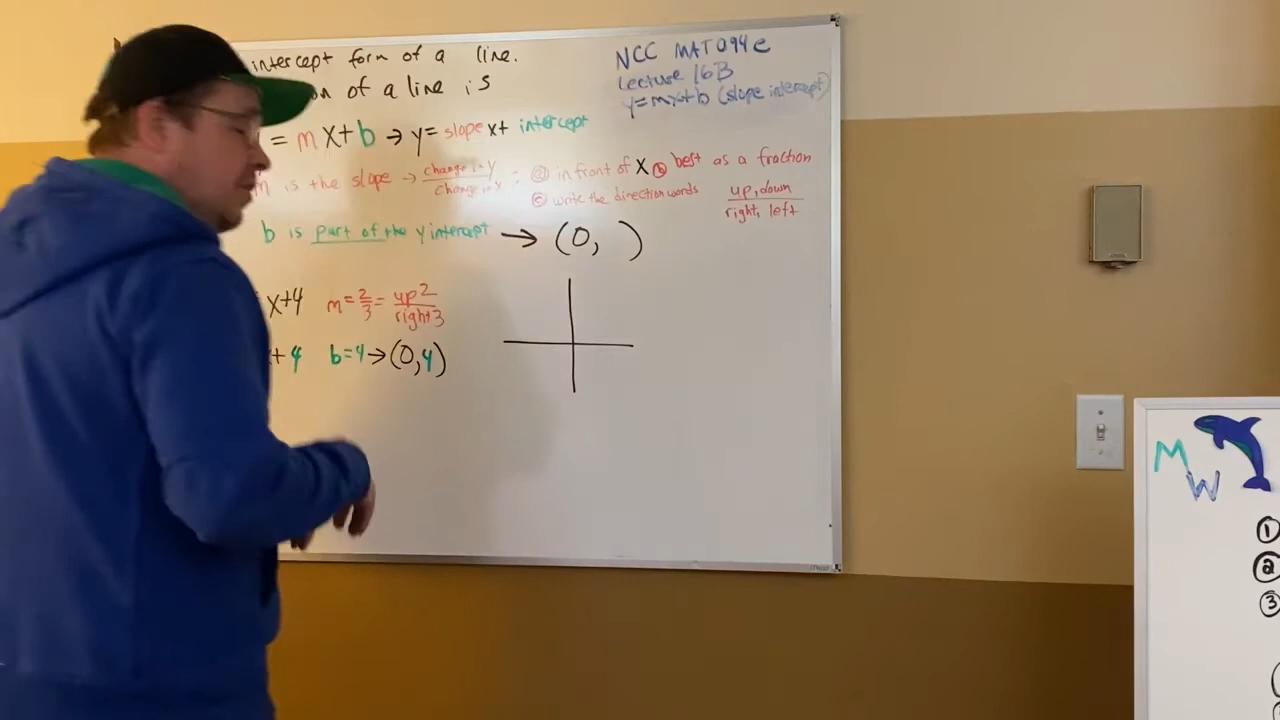 intercept form of a line.
of a line is
= mx+b → y= slope x+ intercept
m is the slope → change in y / change in x = ⓐ in front of X ⓑ best as a fraction
ⓒ write the direction words up, down / right, left
b is part of the y intercept → (0, )
x+4 m = 2/3 = up 2 / right 3
+ 4 b=4 → (0,4)
NCC MAT094e
Lecture 16B
y=mx+b (slope intercept)
M
W
①
②
③